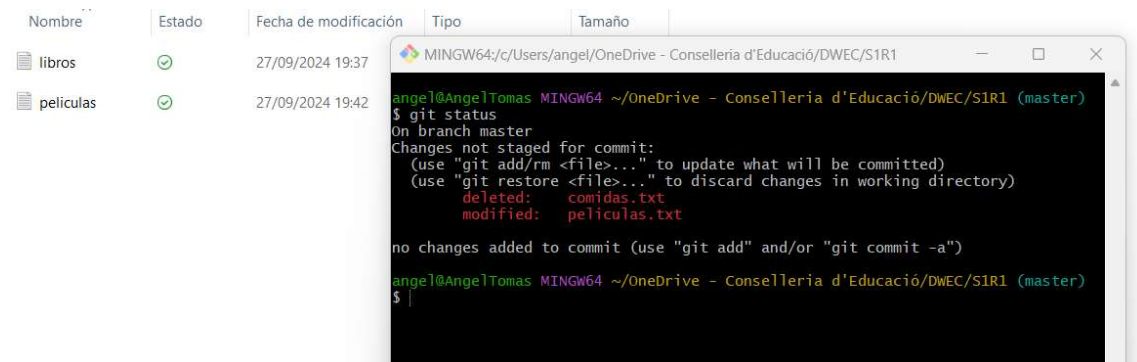 Nombre Estado Fecha de modificación Tipo Tamaño
libros 27/09/2024 19:37
peliculas 27/09/2024 19:42
MINGW64:/c/Users/angel/OneDrive - Conselleria d'Educació/DWEC/S1R1
angel@AngelTomas MINGW64 ~/OneDrive - Conselleria d'Educació/DWEC/S1R1 (master)
$ git status
On branch master
Changes not staged for commit:
(use "git add/rm <file>..." to update what will be committed)
(use "git restore <file>..." to discard changes in working directory)
deleted: comidas.txt
modified: peliculas.txt
no changes added to commit (use "git add" and/or "git commit -a")
angel@AngelTomas MINGW64 ~/OneDrive - Conselleria d'Educació/DWEC/S1R1 (master)
$